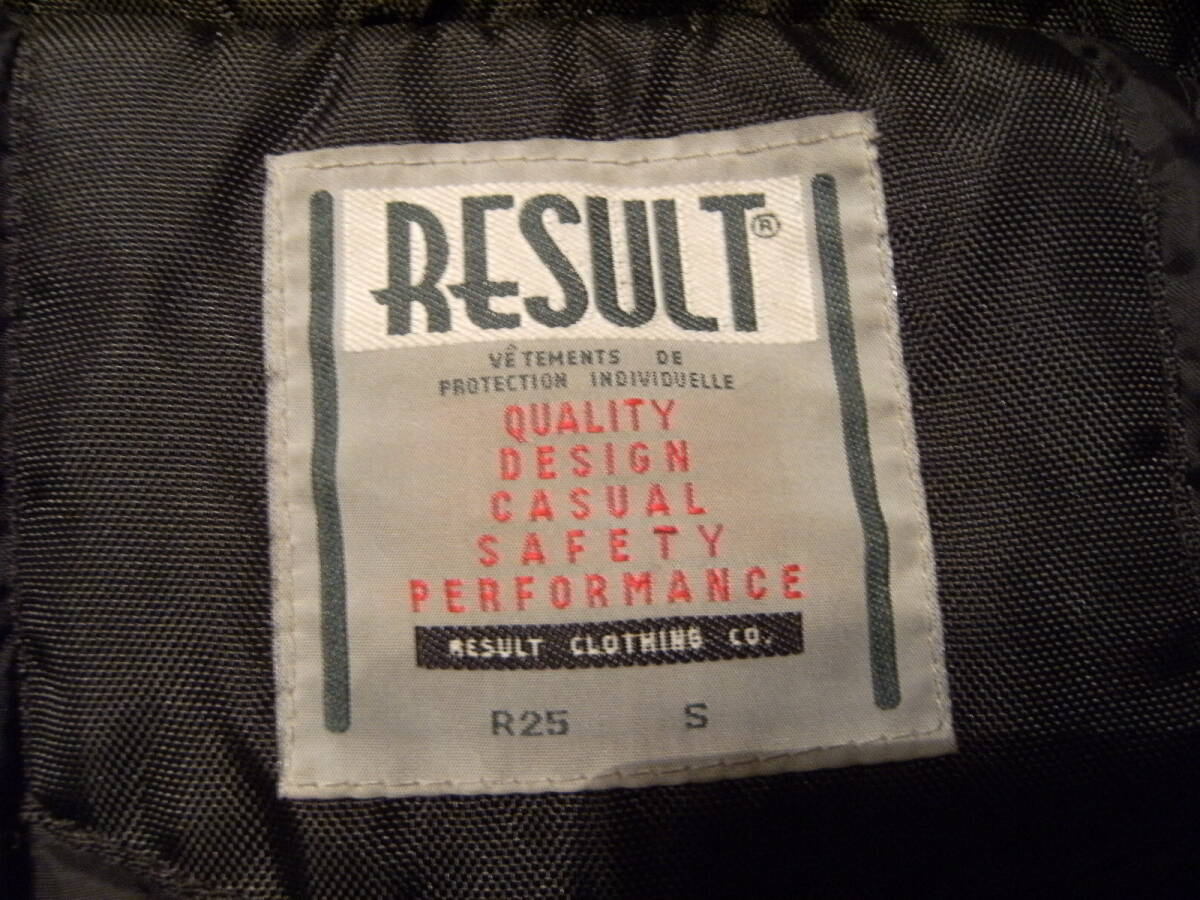 RESULT®
VÊTEMENTS DE
PROTECTION INDIVIDUELLE
QUALITY
DESIGN
CASUAL
SAFETY
PERFORMANCE
RESULT CLOTHING CO.
R25 S